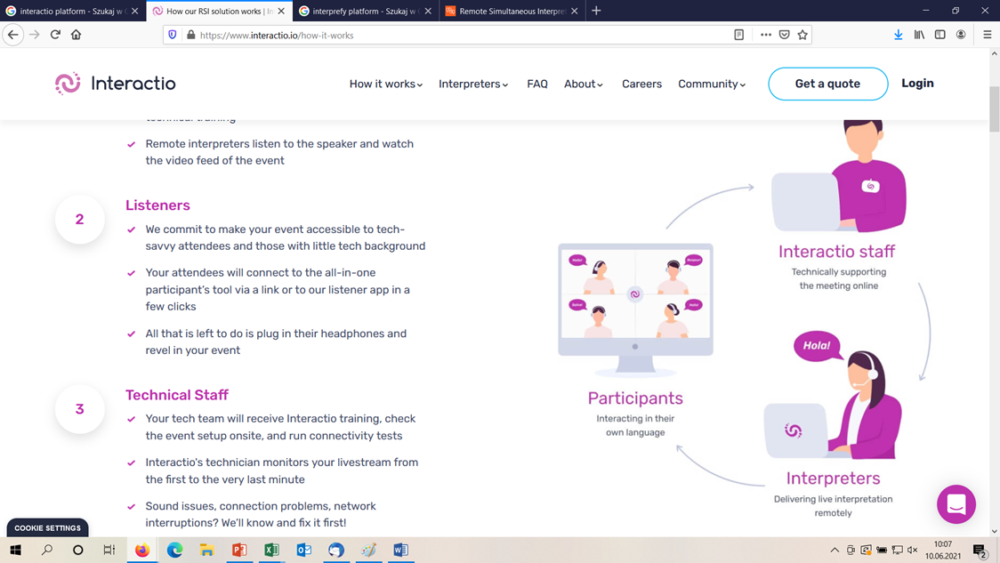 interactio platform - Szukaj w G
How our RSI solution works | In
interprefy platform - Szukaj w G
Remote Simultaneous Interpre
https://www.interactio.io/how-it-works
Interactio
How it works
Interpreters
FAQ
About
Careers
Community
Get a quote
Login
technical training
Remote interpreters listen to the speaker and watch
the video feed of the event
2
Listeners
We commit to make your event accessible to tech-
savvy attendees and those with little tech background
Your attendees will connect to the all-in-one
participant's tool via a link or to our listener app in a
few clicks
All that is left to do is plug in their headphones and
revel in your event
3
Technical Staff
Your tech team will receive Interactio training, check
the event setup onsite, and run connectivity tests
Interactio's technician monitors your livestream from
the first to the very last minute
Sound issues, connection problems, network
interruptions? We'll know and fix it first!
Interactio staff
Technically supporting
the meeting online
Participants
Interacting in their
own language
Hola!
Interpreters
Delivering live interpretation
remotely
COOKIE SETTINGS
10:07
10.06.2021
2